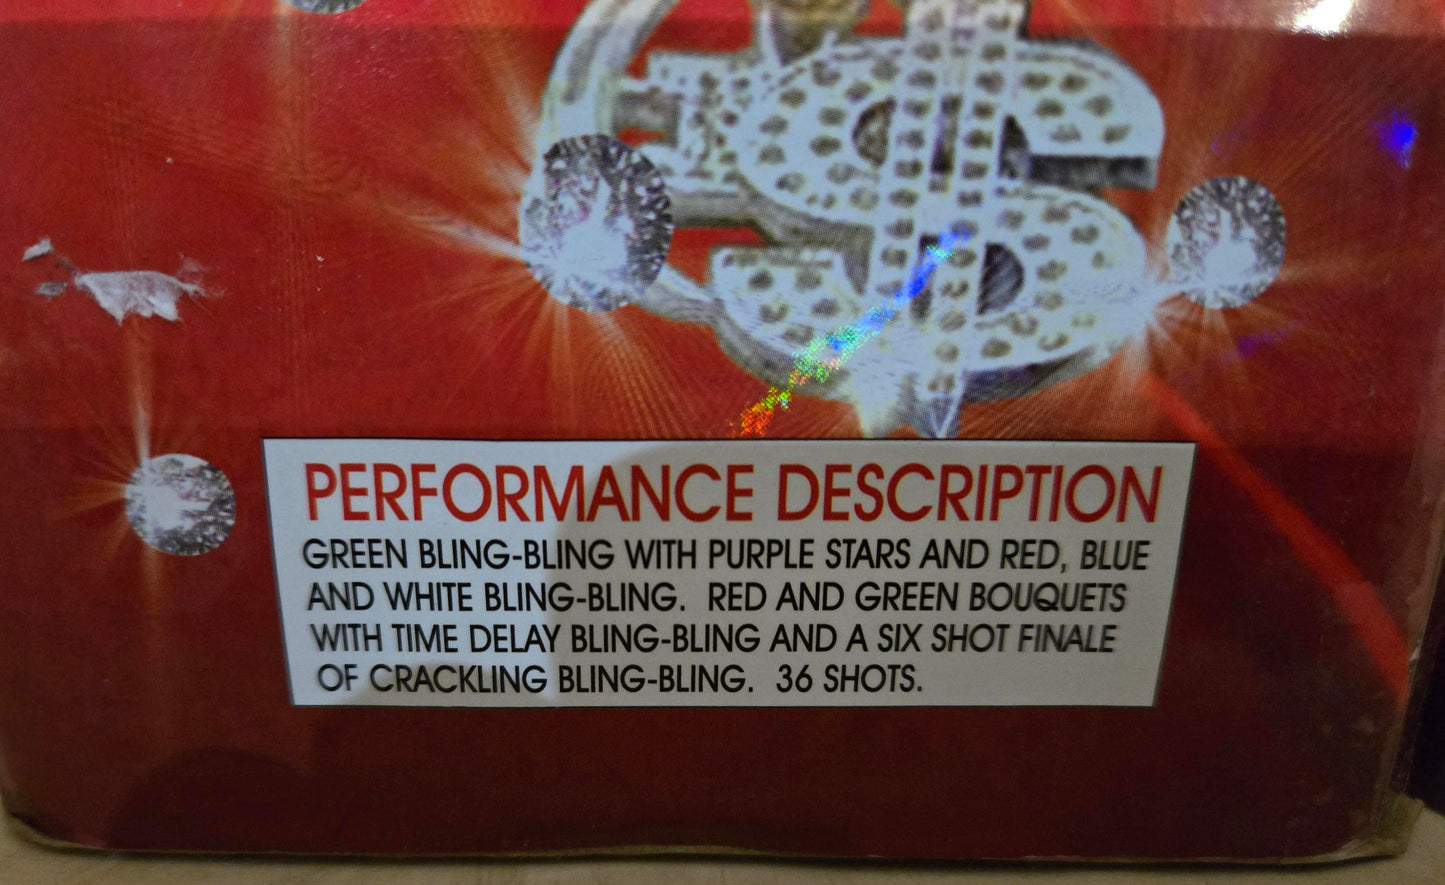 PERFORMANCE DESCRIPTION
GREEN BLING-BLING WITH PURPLE STARS AND RED, BLUE
AND WHITE BLING-BLING.  RED AND GREEN BOUQUETS
WITH TIME DELAY BLING-BLING AND A SIX SHOT FINALE
OF CRACKLING BLING-BLING.  36 SHOTS.